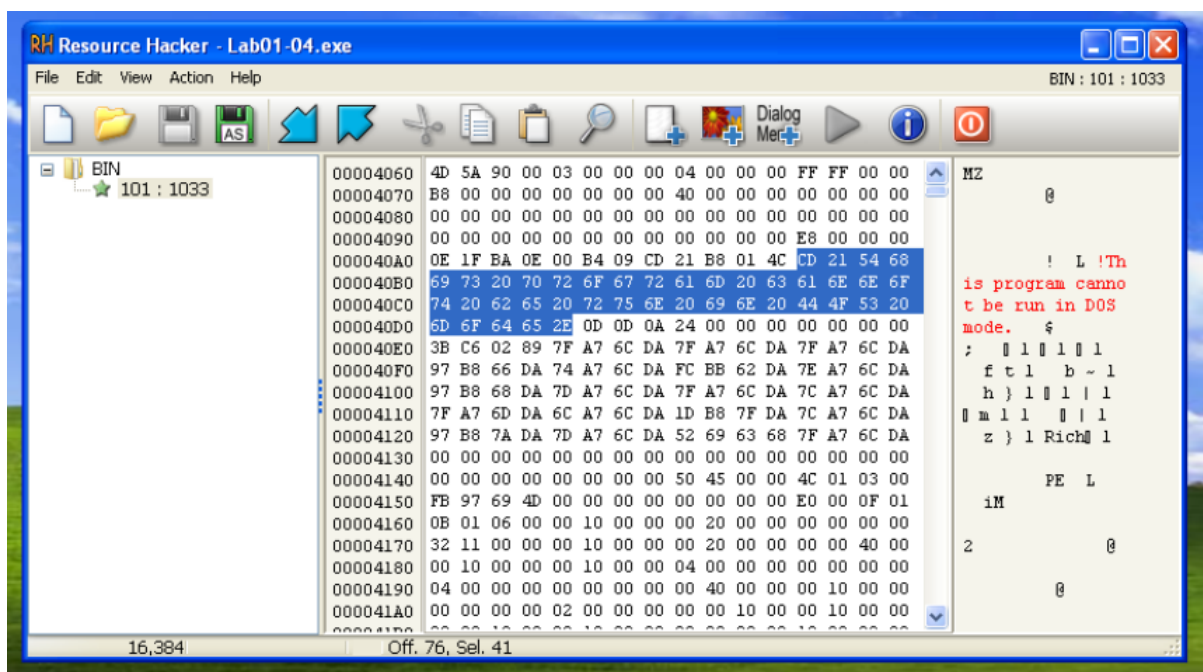 RH Resource Hacker - Lab01-04.exe
File Edit View Action Help BIN : 101 : 1033
AS Dialog
BIN
101 : 1033
00004060 4D 5A 90 00 03 00 00 00 04 00 00 00 FF FF 00 00 MZ
00004070 B8 00 00 00 00 00 00 00 40 00 00 00 00 00 00 00 @
00004080 00 00 00 00 00 00 00 00 00 00 00 00 00 00 00 00
00004090 00 00 00 00 00 00 00 00 00 00 00 00 E8 00 00 00
000040A0 0E 1F BA 0E 00 B4 09 CD 21 B8 01 4C CD 21 54 68 ! L !Th
000040B0 69 73 20 70 72 6F 67 72 61 6D 20 63 61 6E 6E 6F is program canno
000040C0 74 20 62 65 20 72 75 6E 20 69 6E 20 44 4F 53 20 t be run in DOS
000040D0 6D 6F 64 65 2E 0D 0D 0A 24 00 00 00 00 00 00 00 mode. $
000040E0 3B C6 02 89 7F A7 6C DA 7F A7 6C DA 7F A7 6C DA ; l l l
000040F0 97 B8 66 DA 74 A7 6C DA FC BB 62 DA 7E A7 6C DA f t l b ~ l
00004100 97 B8 68 DA 7D A7 6C DA 7F A7 6C DA 7C A7 6C DA h } l l | l
00004110 7F A7 6D DA 6C A7 6C DA 1D B8 7F DA 7C A7 6C DA m l l | l
00004120 97 B8 7A DA 7D A7 6C DA 52 69 63 68 7F A7 6C DA z } l Rich l
00004130 00 00 00 00 00 00 00 00 00 00 00 00 00 00 00 00
00004140 00 00 00 00 00 00 00 00 50 45 00 00 4C 01 03 00 PE L
00004150 FB 97 69 4D 00 00 00 00 00 00 00 00 E0 00 0F 01 iM
00004160 0B 01 06 00 00 10 00 00 00 20 00 00 00 00 00 00
00004170 32 11 00 00 00 10 00 00 00 20 00 00 00 00 40 00 2 @
00004180 00 10 00 00 00 10 00 00 04 00 00 00 00 00 00 00
00004190 04 00 00 00 00 00 00 00 00 40 00 00 00 10 00 00 @
000041A0 00 00 00 00 02 00 00 00 00 00 10 00 00 10 00 00
16,384 Off. 76, Sel. 41